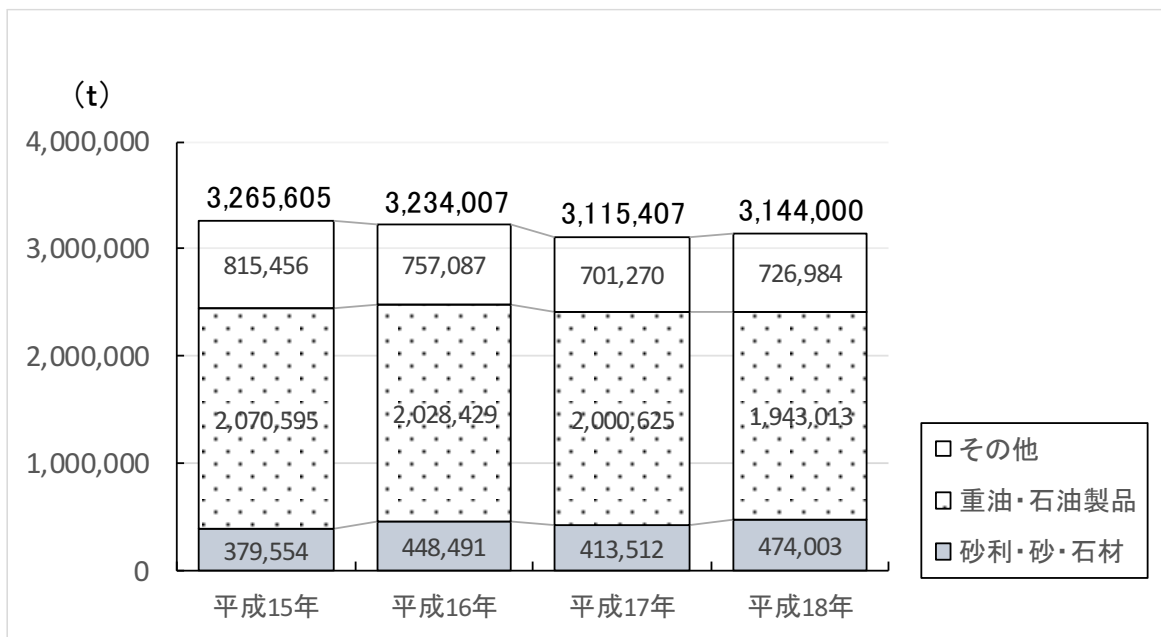 （t）
4,000,000
3,000,000
2,000,000
1,000,000
0
3,265,605
3,234,007
3,115,407
3,144,000
815,456
757,087
701,270
726,984
2,070,595
2,028,429
2,000,625
1,943,013
379,554
448,491
413,512
474,003
平成15年
平成16年
平成17年
平成18年
その他
重油・石油製品
砂利・砂・石材